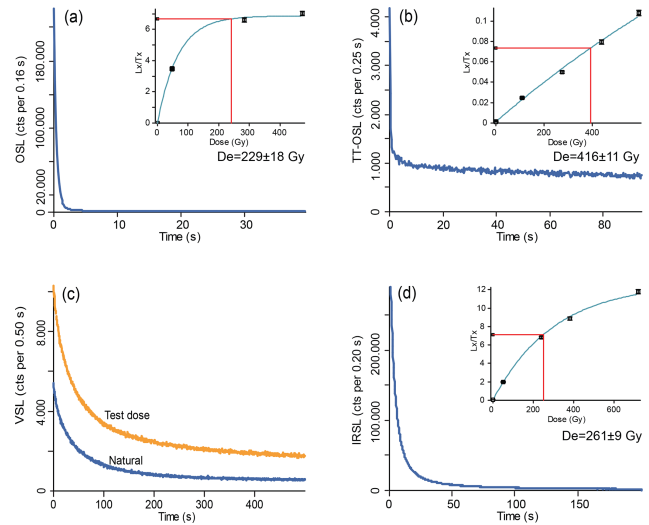 (a)
OSL (cts per 0.16 s)
0 20.000 100.000 180.000
0 10 20 30
Time (s)
Lx/Tx
0 2 4 6
0 100 200 300 400
Dose (Gy)
De=229±18 Gy
(b)
TT-OSL (cts per 0.25 s)
0 1.000 2.000 3.000 4.000
0 20 40 60 80
Time (s)
Lx/Tx
0 0.02 0.04 0.06 0.08 0.1
0 200 400 600
Dose (Gy)
De=416±11 Gy
(c)
VSL (cts per 0.50 s)
0 4.000 8.000
Test dose
Natural
0 100 200 300 400
Time (s)
(d)
IRSL (cts per 0.20 s)
0 100.000 200.000
0 50 100 150
Time (s)
Lx/Tx
0 2 4 6 8 10 12
0 200 400 600
Dose (Gy)
De=261±9 Gy